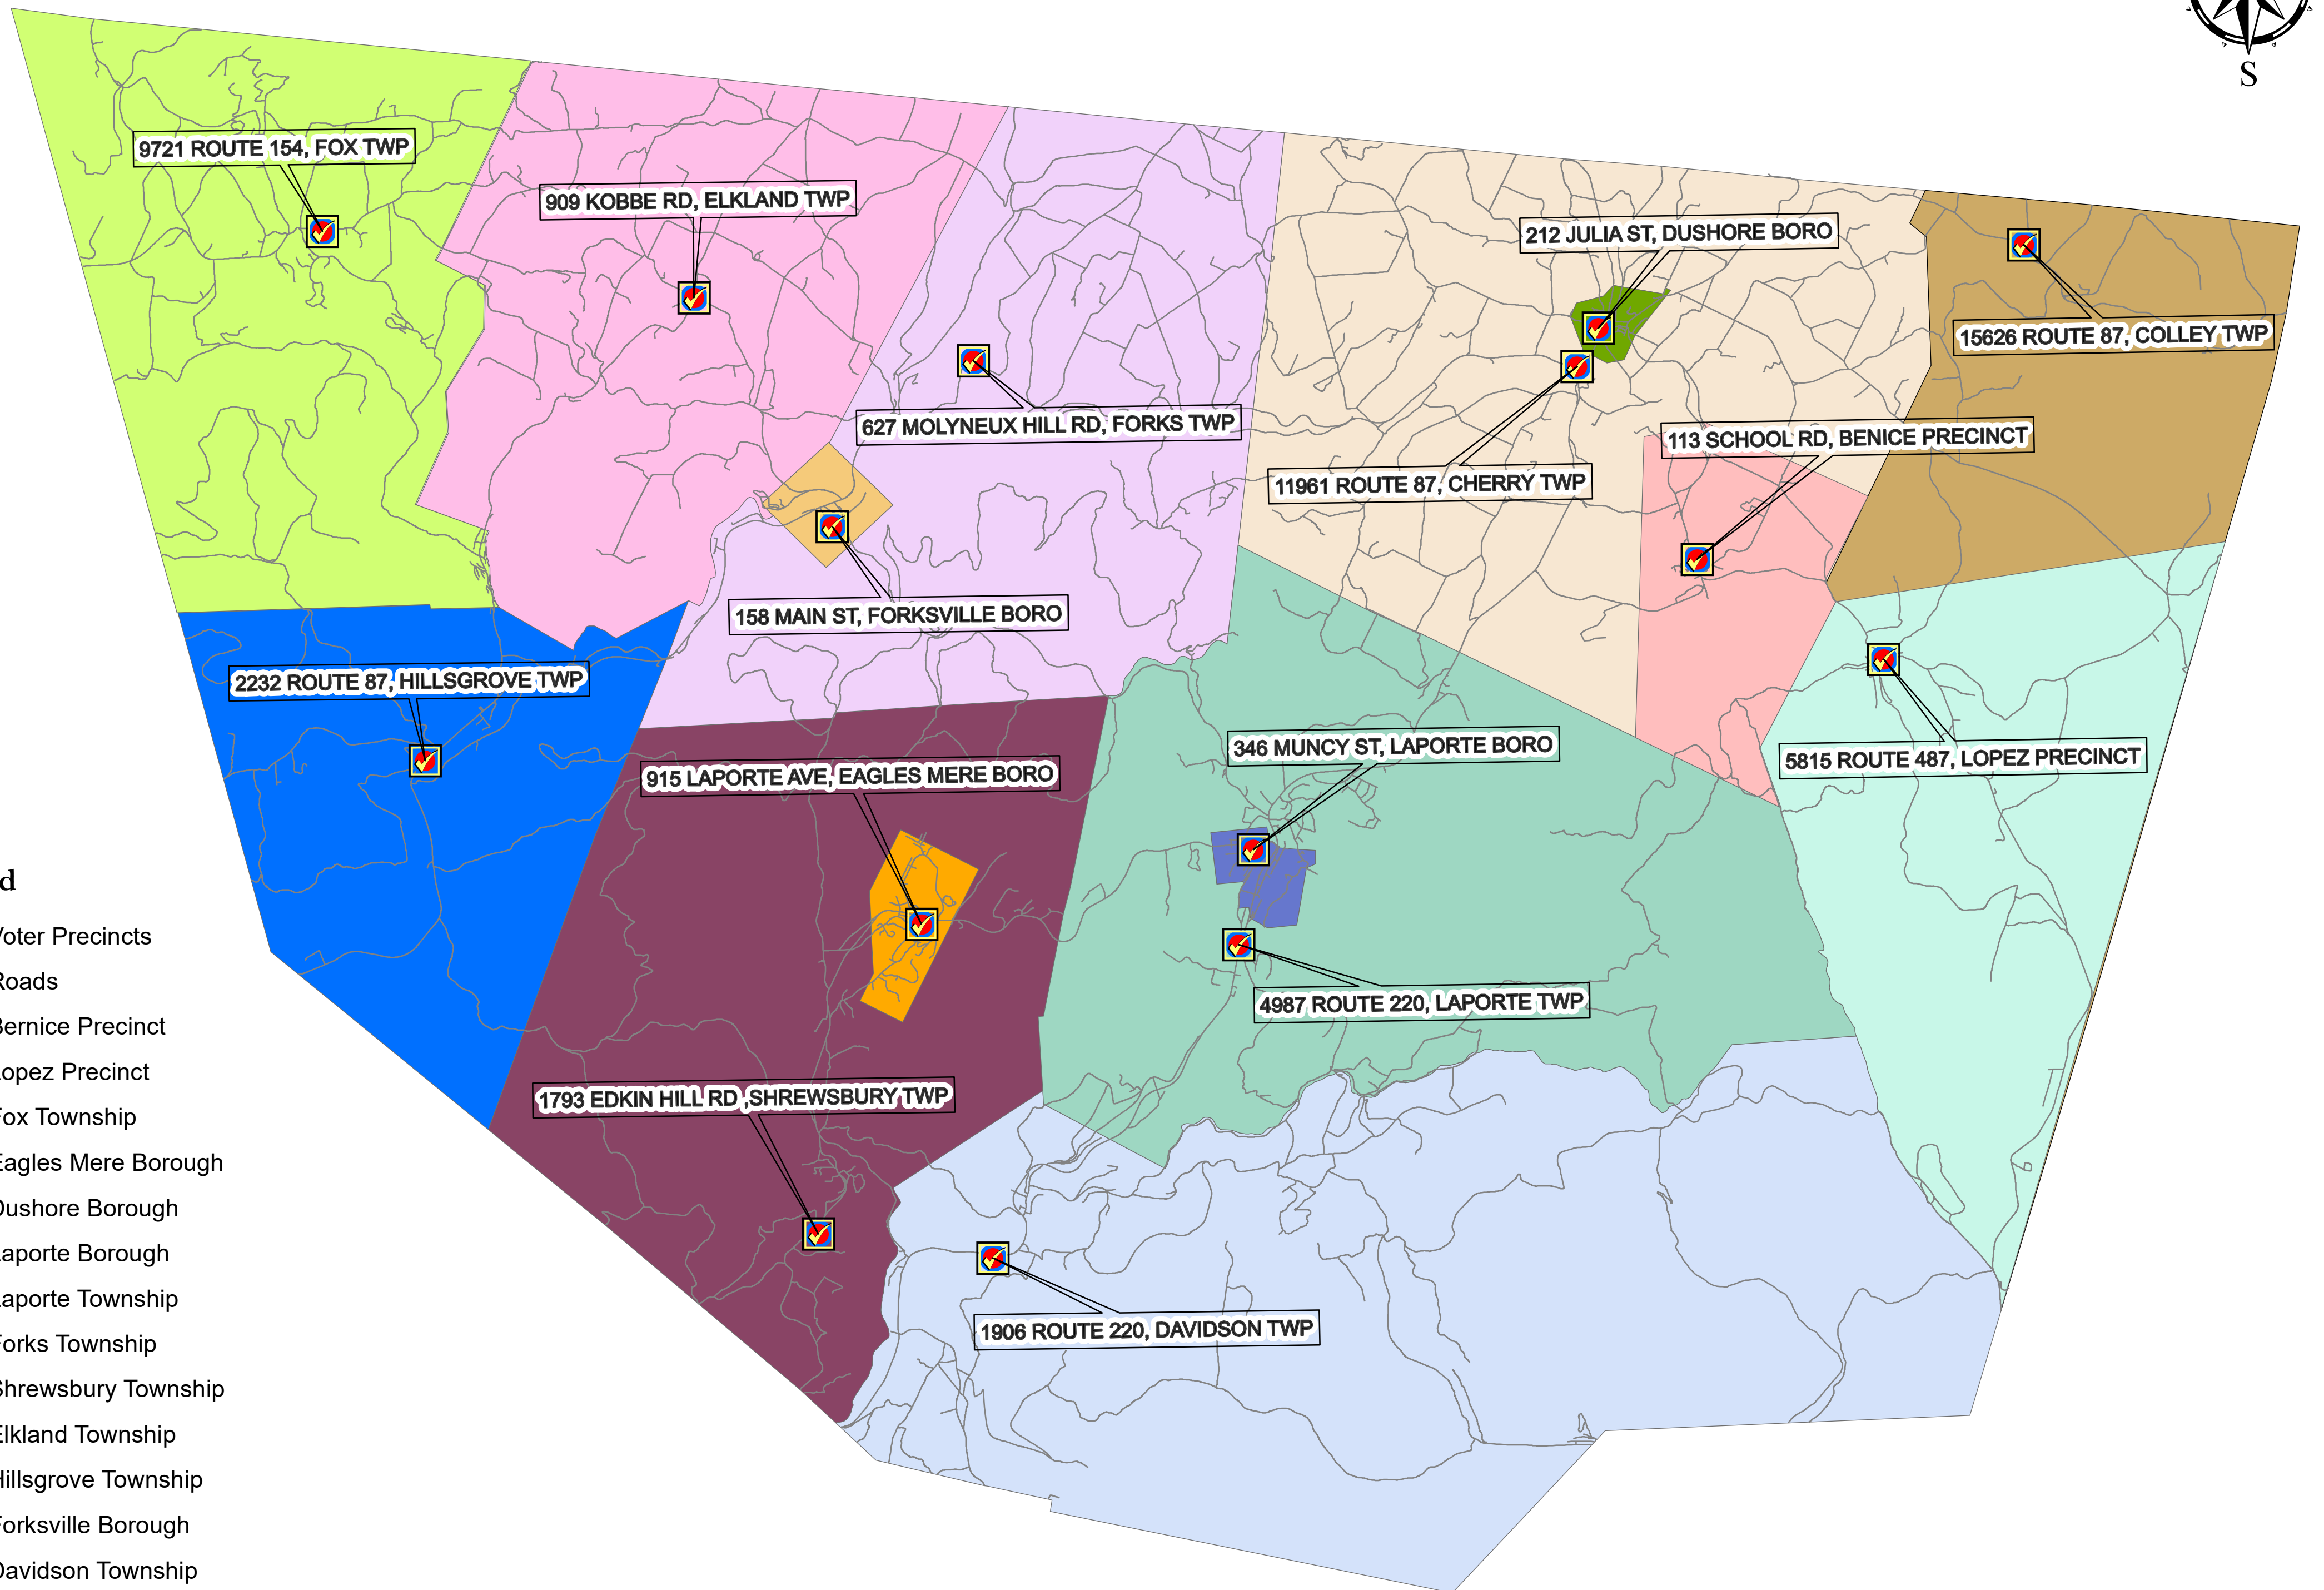 S
9721 ROUTE 154, FOX TWP
909 KOBBE RD, ELKLAND TWP
212 JULIA ST, DUSHORE BORO
15626 ROUTE 87, COLLEY TWP
627 MOLYNEUX HILL RD, FORKS TWP
113 SCHOOL RD, BENICE PRECINCT
11961 ROUTE 87, CHERRY TWP
158 MAIN ST, FORKSVILLE BORO
2232 ROUTE 87, HILLSGROVE TWP
346 MUNCY ST, LAPORTE BORO
5815 ROUTE 487, LOPEZ PRECINCT
915 LAPORTE AVE, EAGLES MERE BORO
4987 ROUTE 220, LAPORTE TWP
1793 EDKIN HILL RD ,SHREWSBURY TWP
1906 ROUTE 220, DAVIDSON TWP
d
Voter Precincts
Roads
Bernice Precinct
Lopez Precinct
Fox Township
Eagles Mere Borough
Dushore Borough
Laporte Borough
Laporte Township
Forks Township
Shrewsbury Township
Elkland Township
Hillsgrove Township
Forksville Borough
Davidson Township